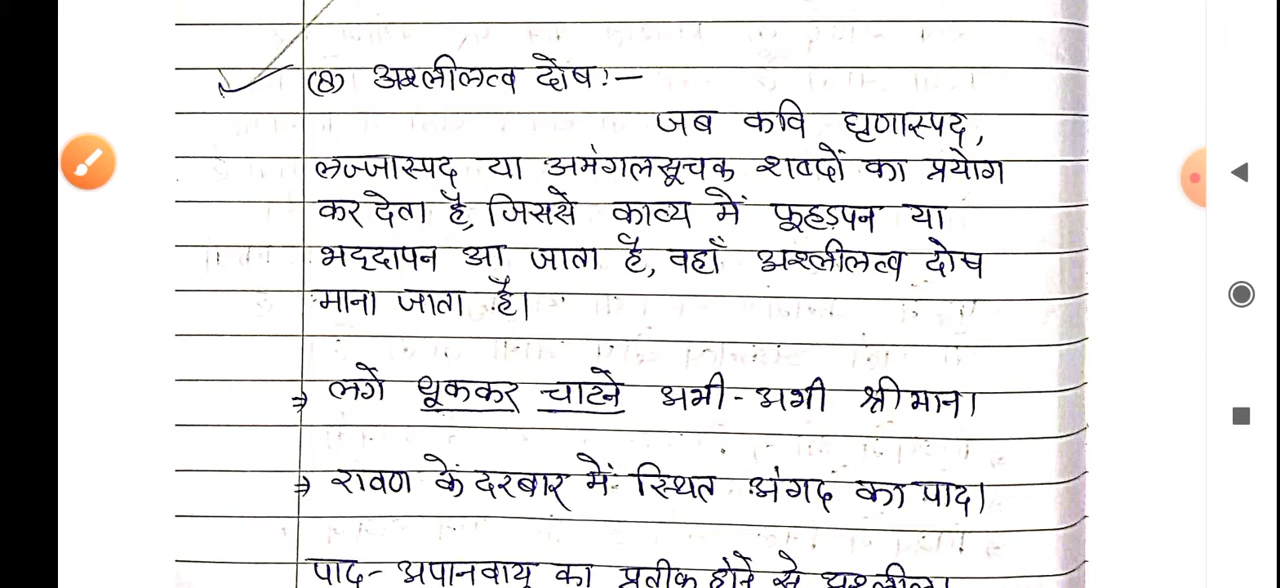 (8) अश्लीलत्व दोष:-
जब कवि घृणास्पद,
लज्जास्पद या अमंगलसूचक शब्दों का प्रयोग
कर देता है, जिससे काव्य में फूहड़पन या
भद्दापन आ जाता है, वहाँ अश्लीलत्व दोष
माना जाता है।
⇒ लगे थूककर चाटने अभी-अभी श्रीमान।
⇒ रावण के दरबार में स्थित अंगद का पाद।
पाद- अपानवायु का प्रतीक होने से अश्लील।